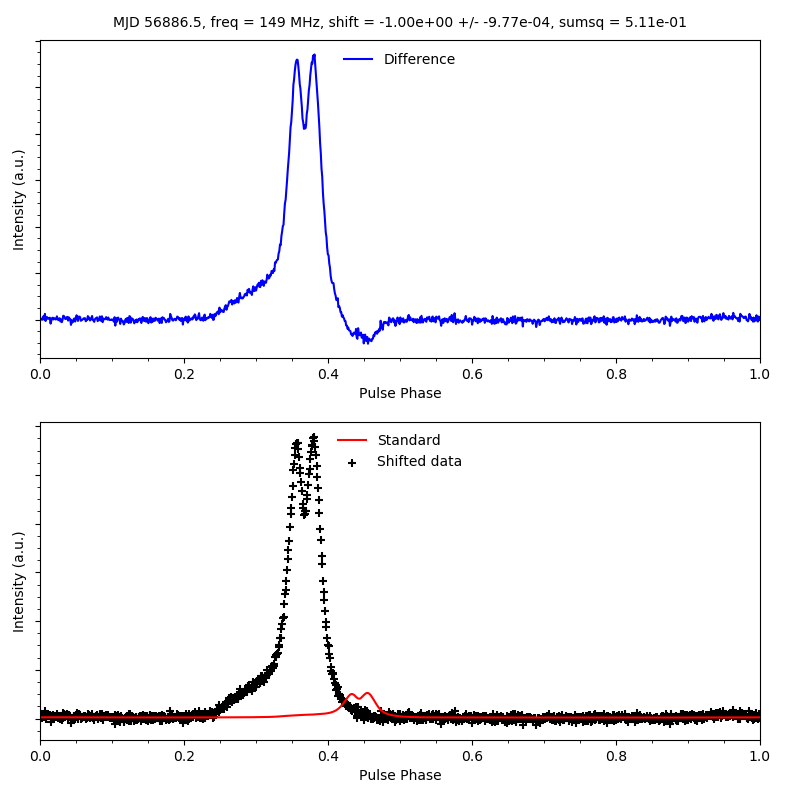 MJD 56886.5, freq = 149 MHz, shift = -1.00e+00 +/- -9.77e-04, sumsq = 5.11e-01
Difference
Intensity (a.u.)
0.0 0.2 0.4 0.6 0.8 1.0
Pulse Phase
Standard
Shifted data
Intensity (a.u.)
0.0 0.2 0.4 0.6 0.8 1.0
Pulse Phase